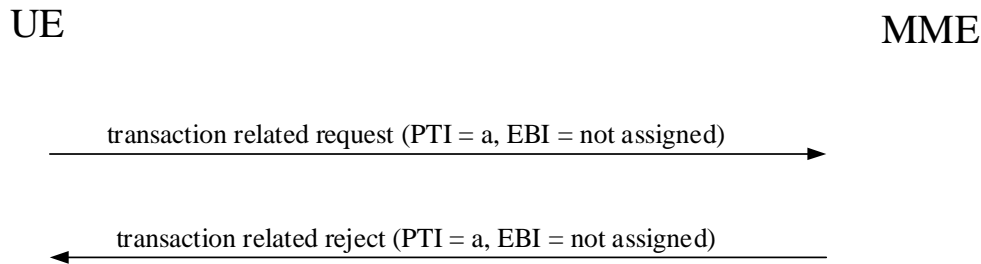 UE
MME
transaction related request (PTI = a, EBI = not assigned)
transaction related reject (PTI = a, EBI = not assigned)